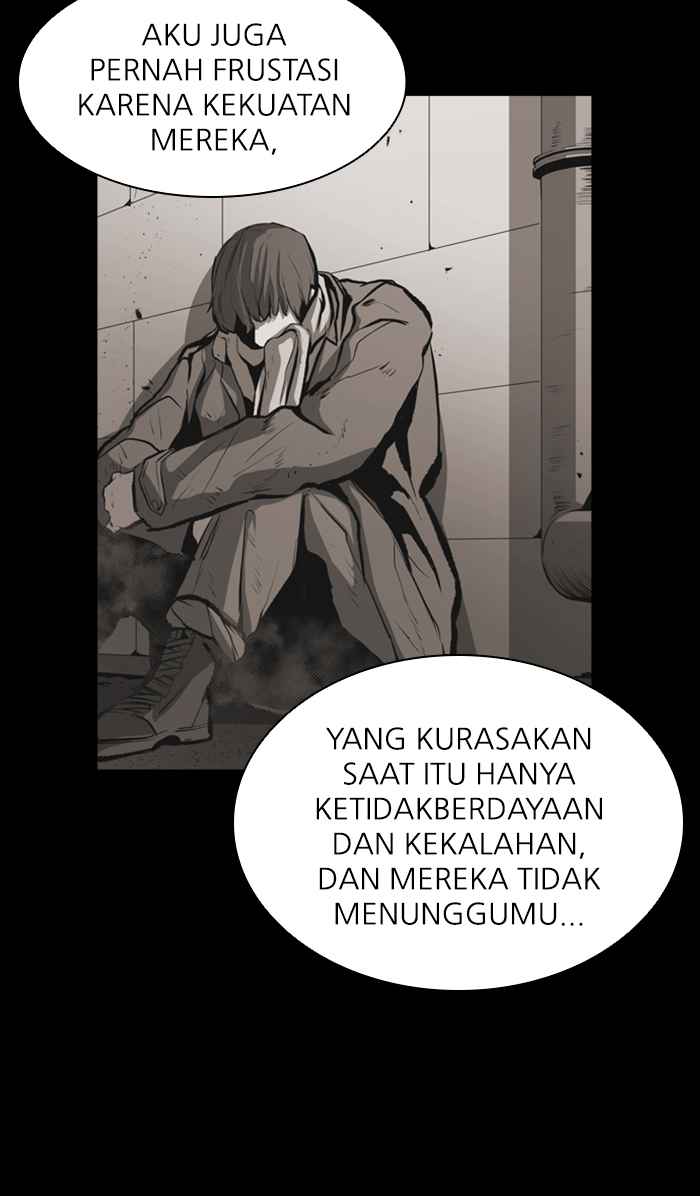 AKU JUGA
PERNAH FRUSTASI
KARENA KEKUATAN
MEREKA,
YANG KURASAKAN
SAAT ITU HANYA
KETIDAKBERDAYAAN
DAN KEKALAHAN,
DAN MEREKA TIDAK
MENUNGGUMU...